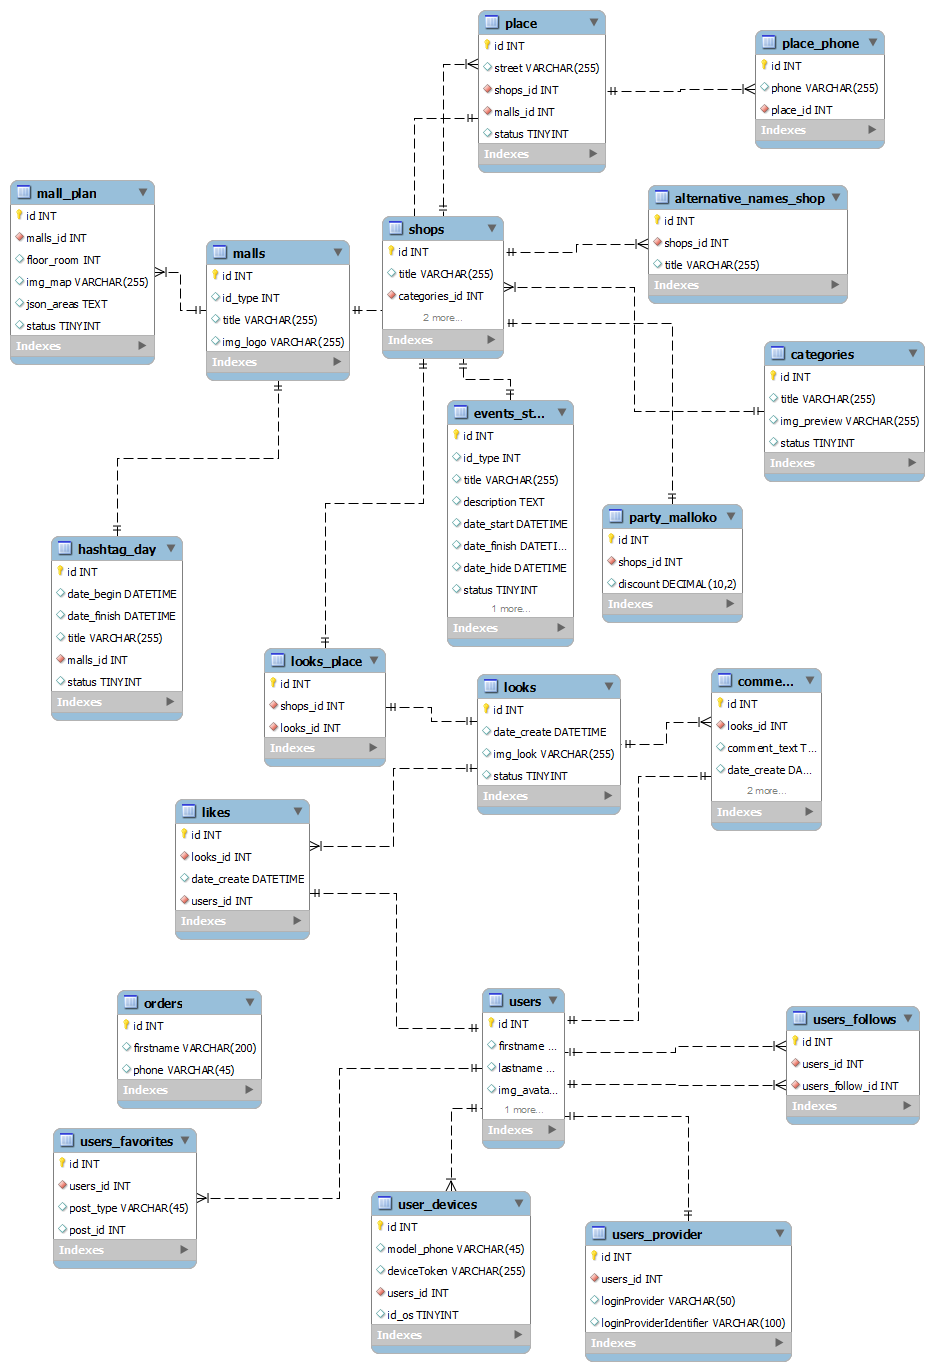 place
id INT
street VARCHAR(255)
shops_id INT
malls_id INT
status TINYINT
Indexes
place_phone
id INT
phone VARCHAR(255)
place_id INT
Indexes
mall_plan
id INT
malls_id INT
floor_room INT
img_map VARCHAR(255)
json_areas TEXT
status TINYINT
Indexes
malls
id INT
id_type INT
title VARCHAR(255)
img_logo VARCHAR(255)
Indexes
shops
id INT
title VARCHAR(255)
categories_id INT
2 more...
Indexes
alternative_names_shop
id INT
shops_id INT
title VARCHAR(255)
Indexes
categories
id INT
title VARCHAR(255)
img_preview VARCHAR(255)
status TINYINT
Indexes
events_st...
id INT
id_type INT
title VARCHAR(255)
description TEXT
date_start DATETIME
date_finish DATETI...
date_hide DATETIME
status TINYINT
1 more...
Indexes
party_malloko
id INT
shops_id INT
discount DECIMAL(10,2)
Indexes
hashtag_day
id INT
date_begin DATETIME
date_finish DATETIME
title VARCHAR(255)
malls_id INT
status TINYINT
Indexes
looks_place
id INT
shops_id INT
looks_id INT
Indexes
looks
id INT
date_create DATETIME
img_look VARCHAR(255)
status TINYINT
Indexes
comme...
id INT
looks_id INT
comment_text T...
date_create DA...
2 more...
Indexes
likes
id INT
looks_id INT
date_create DATETIME
users_id INT
Indexes
orders
id INT
firstname VARCHAR(200)
phone VARCHAR(45)
Indexes
users
id INT
firstname ...
lastname ...
img_avata...
1 more...
Indexes
users_follows
id INT
users_id INT
users_follow_id INT
Indexes
users_favorites
id INT
users_id INT
post_type VARCHAR(45)
post_id INT
Indexes
user_devices
id INT
model_phone VARCHAR(45)
deviceToken VARCHAR(255)
users_id INT
id_os TINYINT
Indexes
users_provider
id INT
users_id INT
loginProvider VARCHAR(50)
loginProviderIdentifier VARCHAR(100)
Indexes